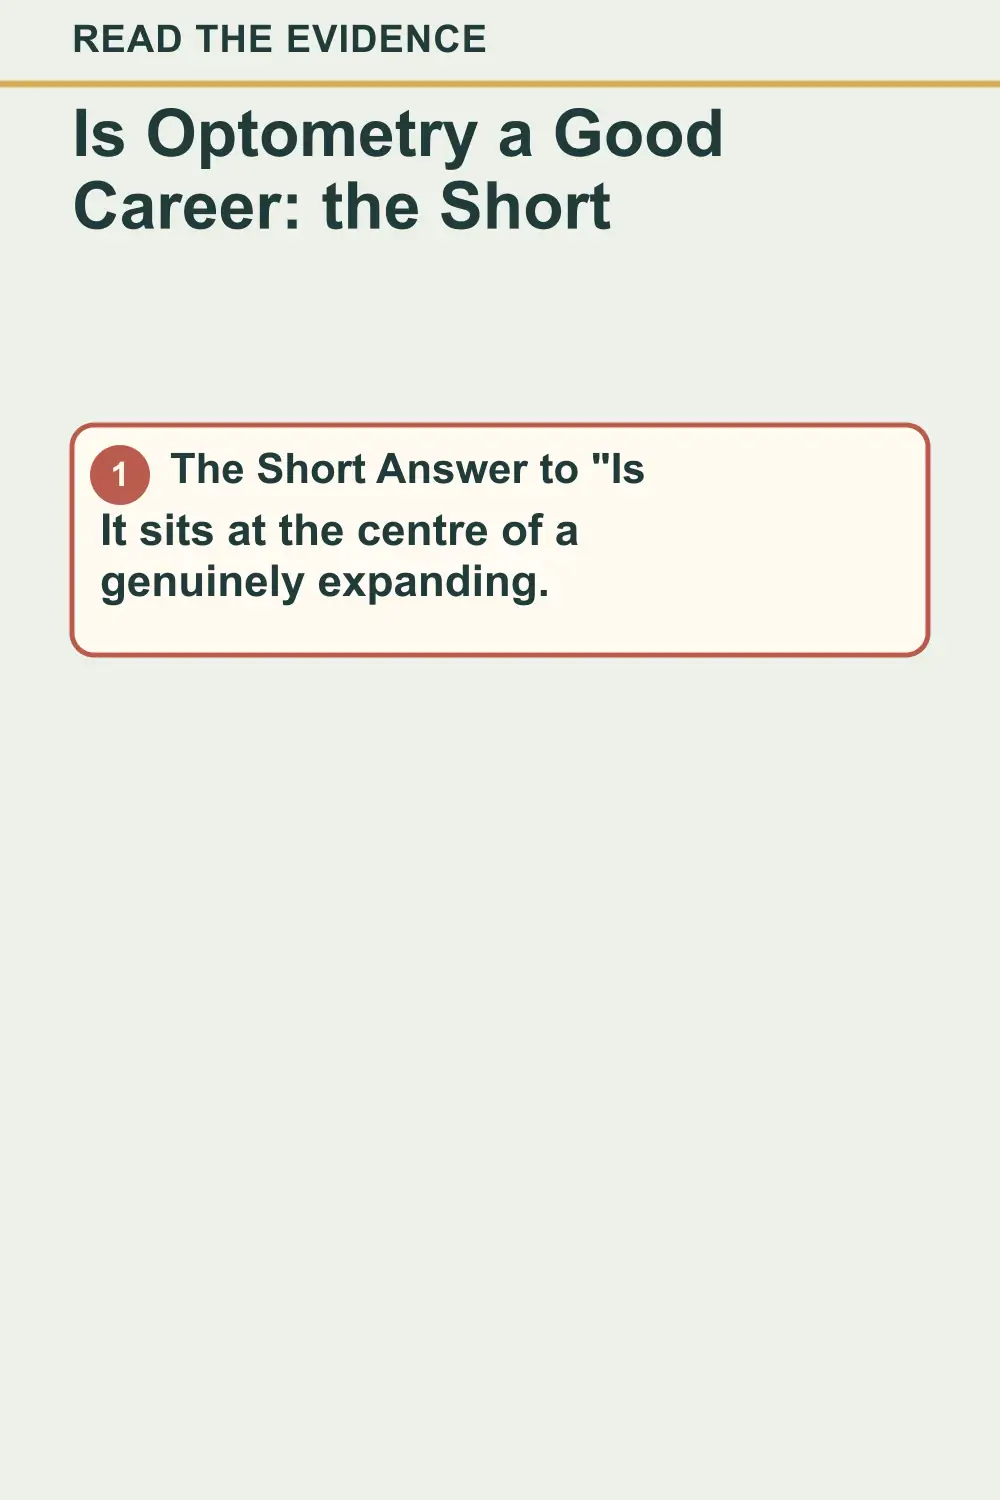 READ THE EVIDENCE
Is Optometry a Good
Career: the Short
1 The Short Answer to "Is
It sits at the centre of a
genuinely expanding.